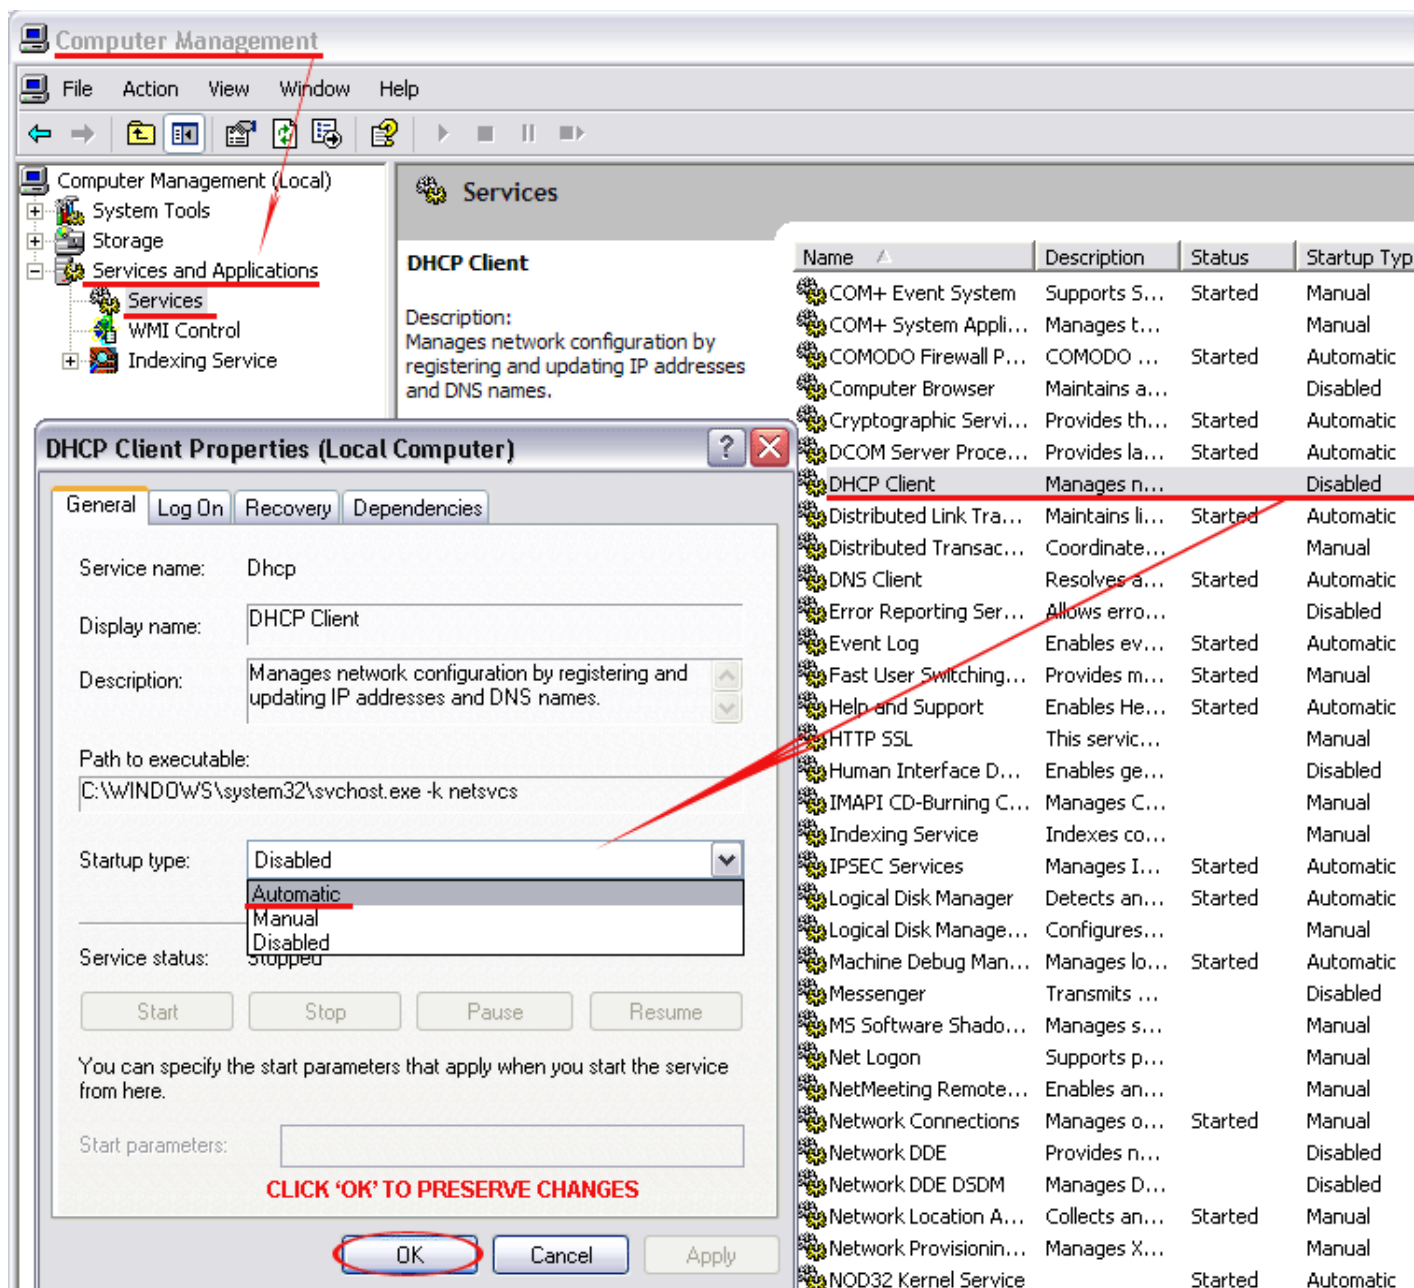 Computer Management
File Action View Window Help
Computer Management (Local)
System Tools
Storage
Services and Applications
Services
WMI Control
Indexing Service
Services
DHCP Client
Description:
Manages network configuration by
registering and updating IP addresses
and DNS names.
Name Description Status Startup Typ
COM+ Event System Supports S... Started Manual
COM+ System Appli... Manages t... Manual
COMODO Firewall P... COMODO ... Started Automatic
Computer Browser Maintains a... Disabled
Cryptographic Servi... Provides th... Started Automatic
DCOM Server Proce... Provides la... Started Automatic
DHCP Client Manages n... Disabled
Distributed Link Tra... Maintains li... Started Automatic
Distributed Transac... Coordinate... Manual
DNS Client Resolves a... Started Automatic
Error Reporting Ser... Allows erro... Disabled
Event Log Enables ev... Started Automatic
Fast User Switching... Provides m... Started Manual
Help and Support Enables He... Started Automatic
HTTP SSL This servic... Manual
Human Interface D... Enables ge... Disabled
IMAPI CD-Burning C... Manages C... Manual
Indexing Service Indexes co... Manual
IPSEC Services Manages I... Started Automatic
Logical Disk Manager Detects an... Started Automatic
Logical Disk Manage... Configures... Manual
Machine Debug Man... Manages lo... Started Automatic
Messenger Transmits ... Disabled
MS Software Shado... Manages s... Manual
Net Logon Supports p... Manual
NetMeeting Remote... Enables an... Manual
Network Connections Manages o... Started Manual
Network DDE Provides n... Disabled
Network DDE DSDM Manages D... Disabled
Network Location A... Collects an... Started Manual
Network Provisionin... Manages X... Manual
NOD32 Kernel Service Started Automatic
DHCP Client Properties (Local Computer)
General Log On Recovery Dependencies
Service name: Dhcp
Display name: DHCP Client
Description: Manages network configuration by registering and
updating IP addresses and DNS names.
Path to executable:
C:\WINDOWS\system32\svchost.exe -k netsvcs
Startup type: Disabled
Automatic
Manual
Disabled
Service status: Stopped
Start Stop Pause Resume
You can specify the start parameters that apply when you start the service
from here.
Start parameters:
CLICK 'OK' TO PRESERVE CHANGES
OK Cancel Apply